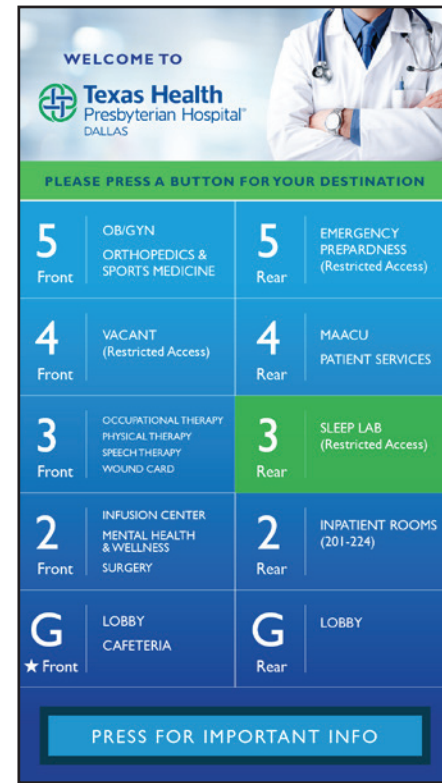 WELCOME TO
Texas Health
Presbyterian Hospital®
DALLAS
PLEASE PRESS A BUTTON FOR YOUR DESTINATION
5
Front
OB/GYN
ORTHOPEDICS &
SPORTS MEDICINE
5
Rear
EMERGENCY
PREPARDNESS
(Restricted Access)
4
Front
VACANT
(Restricted Access)
4
Rear
MAACU
PATIENT SERVICES
3
Front
OCCUPATIONAL THERAPY
PHYSICAL THERAPY
SPEECH THERAPY
WOUND CARD
3
Rear
SLEEP LAB
(Restricted Access)
2
Front
INFUSION CENTER
MENTAL HEALTH
& WELLNESS
SURGERY
2
Rear
INPATIENT ROOMS
(201-224)
G
★ Front
LOBBY
CAFETERIA
G
Rear
LOBBY
PRESS FOR IMPORTANT INFO